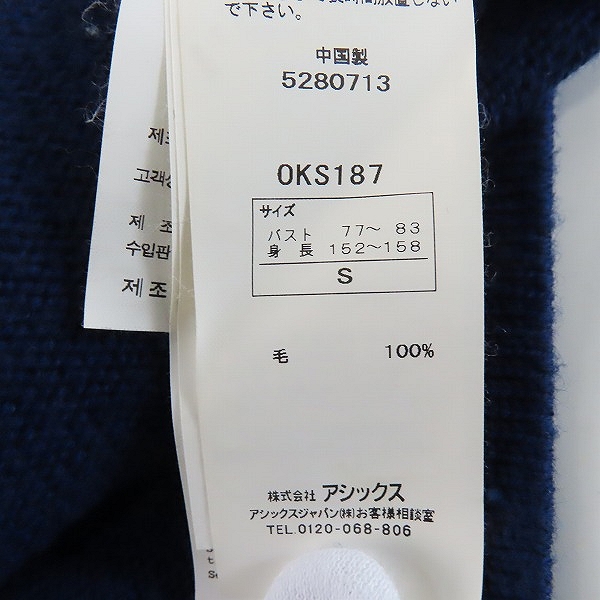 で下さい。
中国製
5280713
OKS187
サイズ
バスト 77～ 83
身 長 152～158
S
毛 100%
株式会社 アシックス
アシックスジャパン(株)お客様相談室
TEL.0120-068-806
고객상
제 조
수입판
제 조